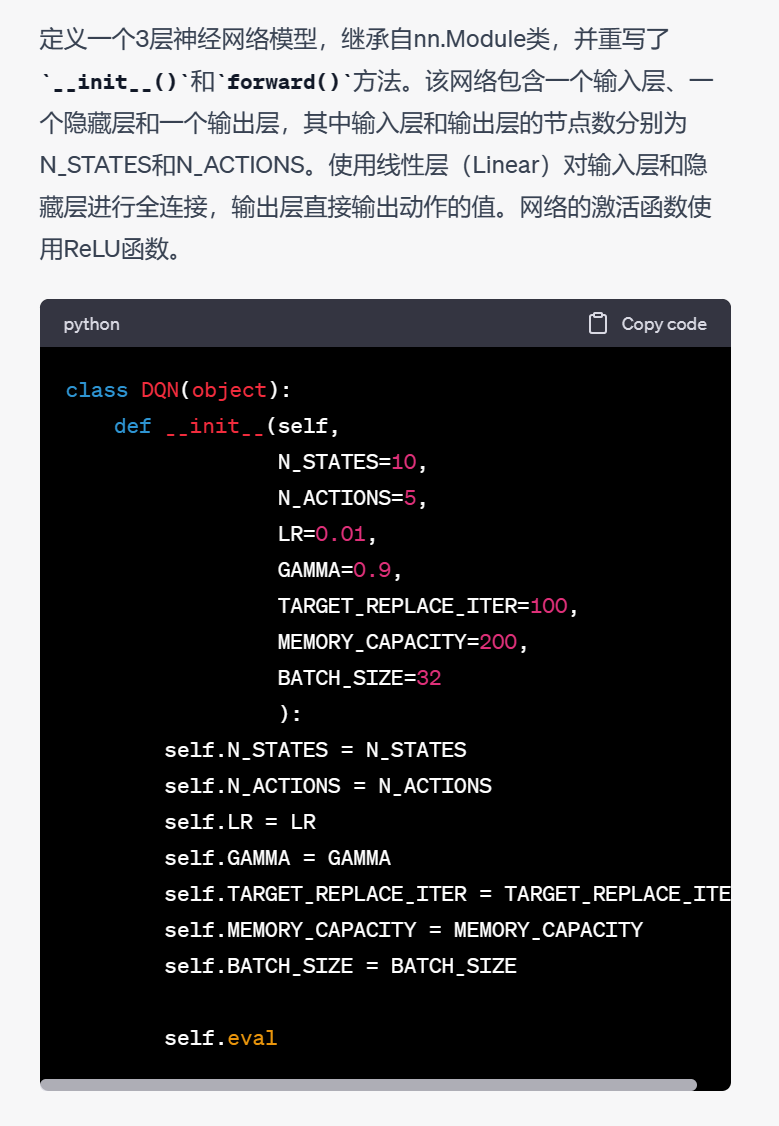 定义一个3层神经网络模型，继承自nn.Module类，并重写了
`__init__()`和`forward()`方法。该网络包含一个输入层、一
个隐藏层和一个输出层，其中输入层和输出层的节点数分别为
N_STATES和N_ACTIONS。使用线性层（Linear）对输入层和隐
藏层进行全连接，输出层直接输出动作的值。网络的激活函数使
用ReLU函数。
python Copy code
class DQN(object):
    def __init__(self,
                 N_STATES=10,
                 N_ACTIONS=5,
                 LR=0.01,
                 GAMMA=0.9,
                 TARGET_REPLACE_ITER=100,
                 MEMORY_CAPACITY=200,
                 BATCH_SIZE=32
                 ):
        self.N_STATES = N_STATES
        self.N_ACTIONS = N_ACTIONS
        self.LR = LR
        self.GAMMA = GAMMA
        self.TARGET_REPLACE_ITER = TARGET_REPLACE_ITE
        self.MEMORY_CAPACITY = MEMORY_CAPACITY
        self.BATCH_SIZE = BATCH_SIZE
        self.eval